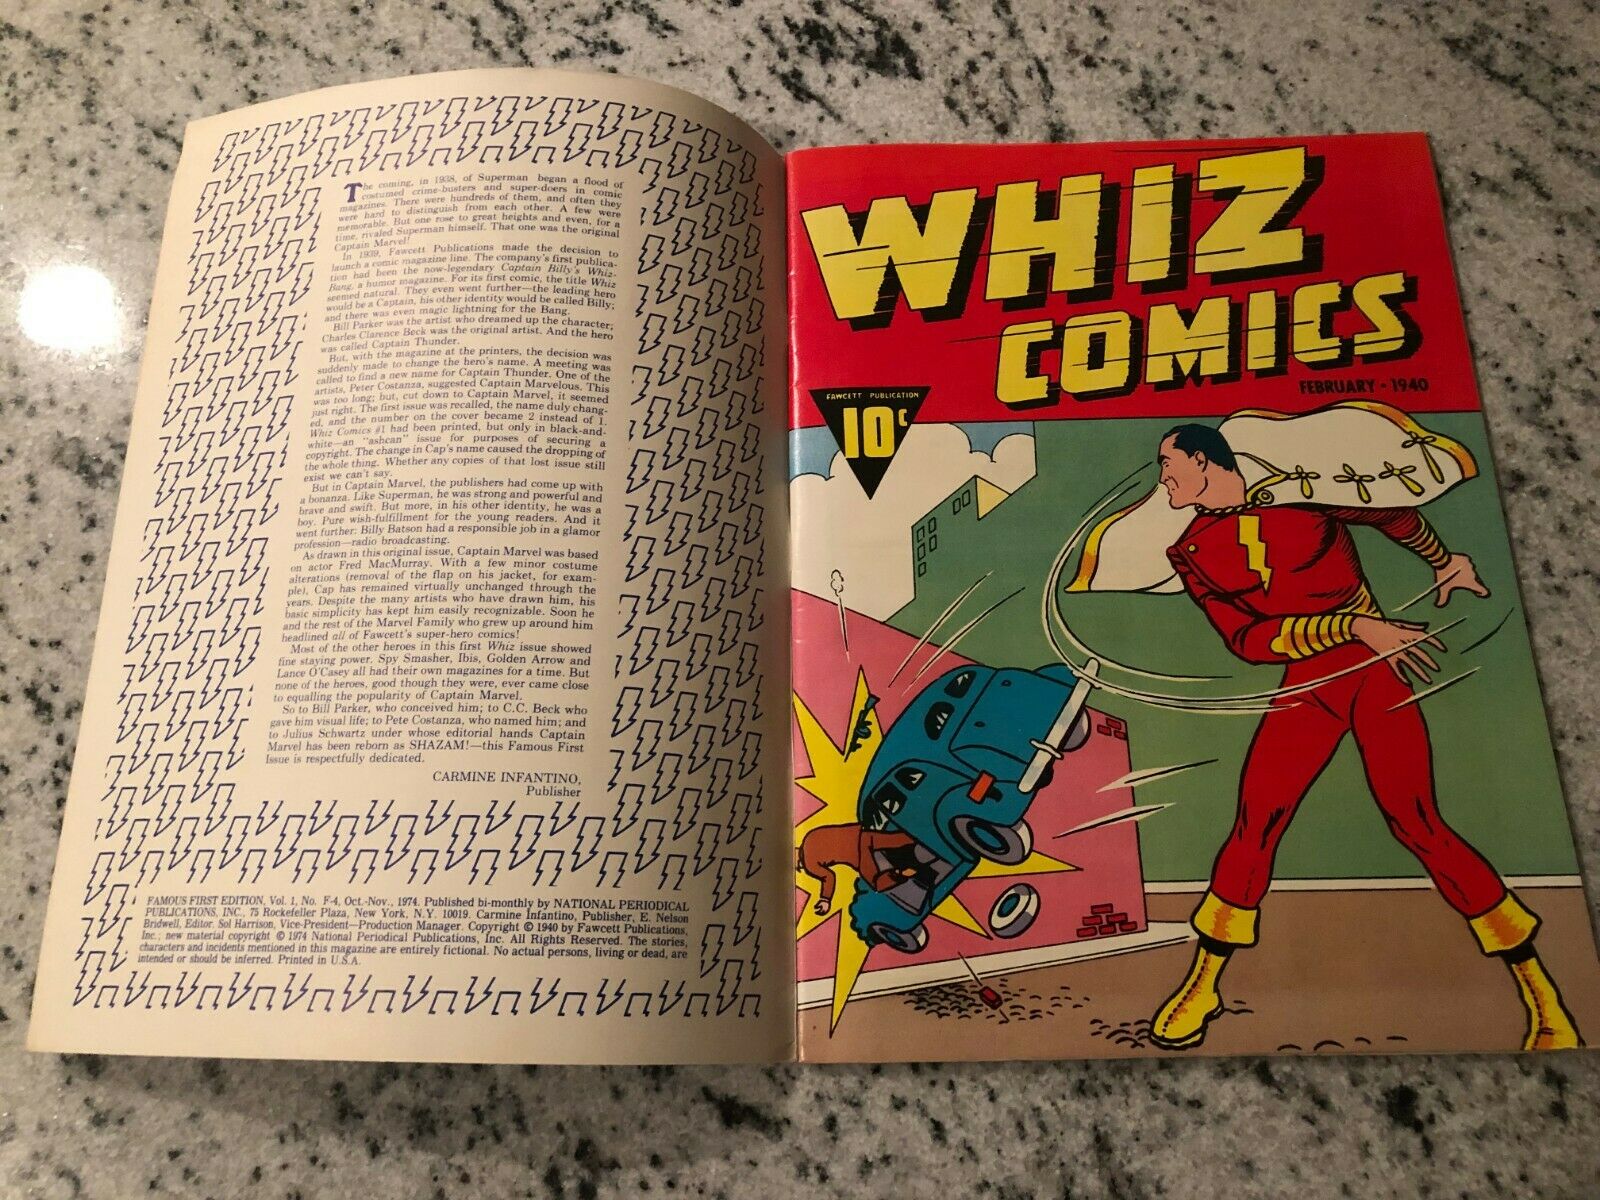 The coming, in 1938, of Superman began a flood of
costumed crime-busters and super-doers in comic
magazines. There were hundreds of them, and often they
were hard to distinguish from each other. A few were
memorable. But one rose to great heights and even, for a
time, rivaled Superman himself. That one was the original
Captain Marvel!
In 1939, Fawcett Publications made the decision to
launch a comic magazine line. The company's first publica-
tion had been the now-legendary Captain Billy's Whiz-
Bang, a humor magazine. For its first comic, the title Whiz
seemed natural. They even went further—the leading hero
would be a Captain, his other identity would be called Billy;
and there was even magic lightning for the Bang.
Bill Parker was the artist who dreamed up the character;
Charles Clarence Beck was the original artist. And the hero
was called Captain Thunder.
But, with the magazine at the printers, the decision was
suddenly made to change the hero's name. A meeting was
called to find a new name for Captain Thunder. One of the
artists, Peter Costanza, suggested Captain Marvelous. This
was too long; but, cut down to Captain Marvel, it seemed
just right. The first issue was recalled, the name duly chang-
ed, and the number on the cover became 2 instead of 1.
Whiz Comics #1 had been printed, but only in black-and-
white—an "ashcan" issue for purposes of securing a
copyright. The change in Cap's name caused the dropping of
the whole thing. Whether any copies of that lost issue still
exist we can't say.
But in Captain Marvel, the publishers had come up with
a bonanza. Like Superman, he was strong and powerful and
brave and swift. But more, in his other identity, he was a
boy. Pure wish-fulfillment for the young readers. And it
went further: Billy Batson had a responsible job in a glamor
profession—radio broadcasting.
As drawn in this original issue, Captain Marvel was based
on actor Fred MacMurray. With a few minor costume
alterations (removal of the flap on his jacket, for exam-
ple), Cap has remained virtually unchanged through the
years. Despite the many artists who have drawn him, his
basic simplicity has kept him easily recognizable. Soon he
and the rest of the Marvel Family who grew up around him
headlined all of Fawcett's super-hero comics!
Most of the other heroes in this first Whiz issue showed
fine staying power. Spy Smasher, Ibis, Golden Arrow and
Lance O'Casey all had their own magazines for a time. But
none of the heroes, good though they were, ever came close
to equalling the popularity of Captain Marvel.
So to Bill Parker, who conceived him; to C.C. Beck who
gave him visual life; to Pete Costanza, who named him; and
to Julius Schwartz under whose editorial hands Captain
Marvel has been reborn as SHAZAM!—this Famous First
Issue is respectfully dedicated.
CARMINE INFANTINO,
Publisher
FAMOUS FIRST EDITION, Vol. 1, No. F-4, Oct.-Nov., 1974. Published bi-monthly by NATIONAL PERIODICAL
PUBLICATIONS, INC., 75 Rockefeller Plaza, New York, N.Y. 10019. Carmine Infantino, Publisher, E. Nelson
Bridwell, Editor. Sol Harrison, Vice-President—Production Manager. Copyright © 1940 by Fawcett Publications,
Inc.; new material copyright © 1974 National Periodical Publications, Inc. All Rights Reserved. The stories,
characters and incidents mentioned in this magazine are entirely fictional. No actual persons, living or dead, are
intended or should be inferred. Printed in U.S.A.
WHIZ
COMICS
FEBRUARY - 1940
FAWCETT PUBLICATION
10¢